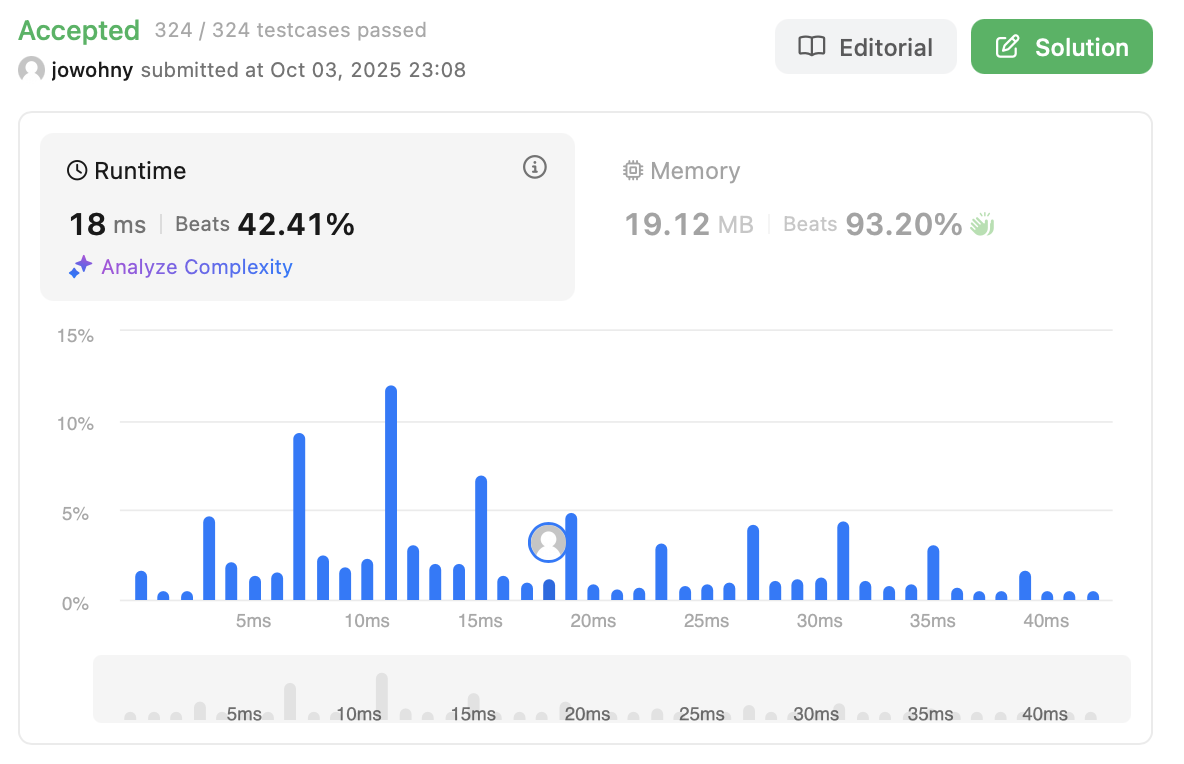 Accepted 324 / 324 testcases passed
jowohny submitted at Oct 03, 2025 23:08
Editorial
Solution
Runtime
18 ms Beats 42.41%
Analyze Complexity
Memory
19.12 MB Beats 93.20%
15%
10%
5%
0%
5ms 10ms 15ms 20ms 25ms 30ms 35ms 40ms
5ms 10ms 15ms 20ms 25ms 30ms 35ms 40ms